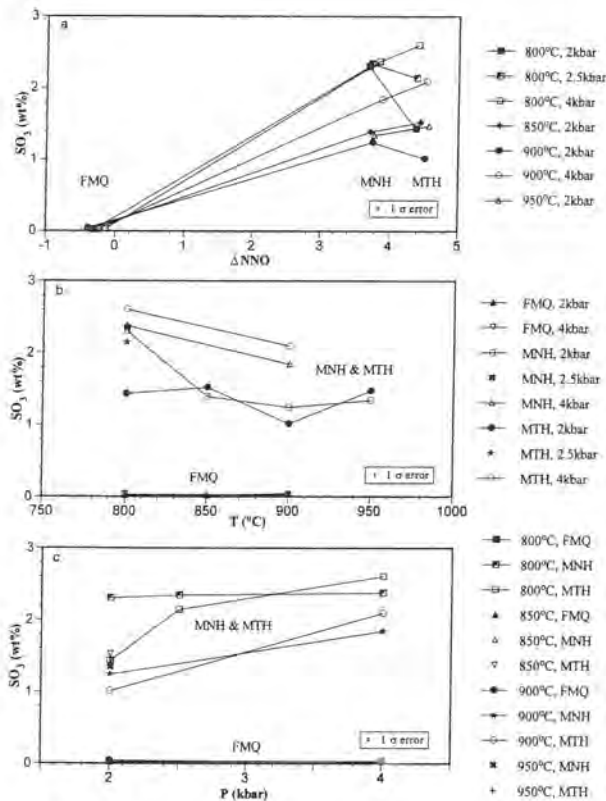 a
3
2
1
0
SO3 (wt%)
FMQ
MNH
MTH
1 σ error
-1
0
1
2
3
4
5
ΔNNO
800°C, 2kbar
800°C, 2.5kbar
800°C, 4kbar
850°C, 2kbar
900°C, 2kbar
900°C, 4kbar
950°C, 2kbar
b
3
2
1
0
SO3 (wt%)
MNH & MTH
FMQ
1 σ error
750
800
850
900
950
1000
T (°C)
FMQ, 2kbar
FMQ, 4kbar
MNH, 2kbar
MNH, 2.5kbar
MNH, 4kbar
MTH, 2kbar
MTH, 2.5kbar
MTH, 4kbar
c
3
2
1
0
SO3 (wt%)
MNH & MTH
FMQ
1 σ error
2
3
4
P (kbar)
800°C, FMQ
800°C, MNH
800°C, MTH
850°C, FMQ
850°C, MNH
850°C, MTH
900°C, FMQ
900°C, MNH
900°C, MTH
950°C, MNH
950°C, MTH